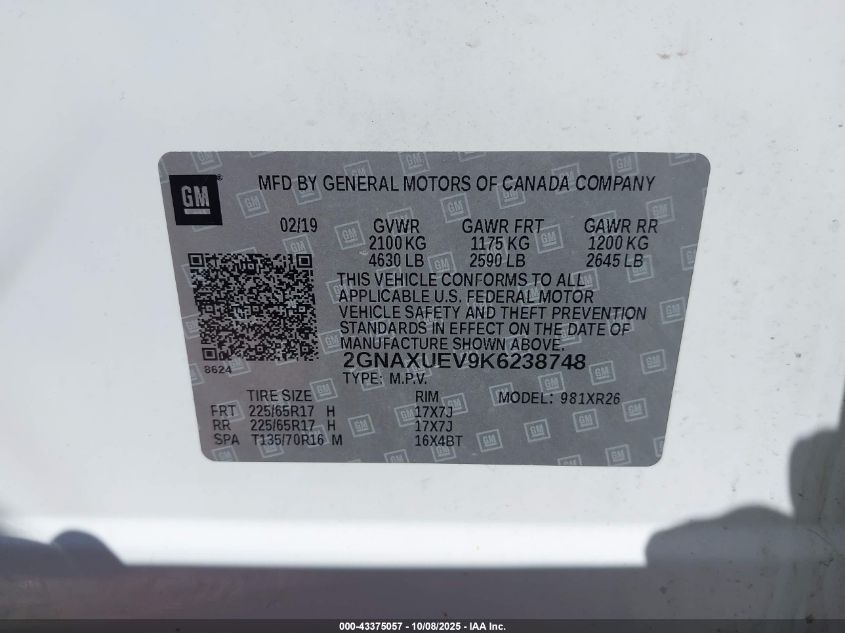 GM
MFD BY GENERAL MOTORS OF CANADA COMPANY
02/19 GVWR GAWR FRT GAWR RR
2100 KG 1175 KG 1200 KG
4630 LB 2590 LB 2645 LB
THIS VEHICLE CONFORMS TO ALL
APPLICABLE U.S. FEDERAL MOTOR
VEHICLE SAFETY AND THEFT PREVENTION
STANDARDS IN EFFECT ON THE DATE OF
MANUFACTURE SHOWN ABOVE.
8624
2GNAXUEV9K6238748
TYPE: M.P.V.
TIRE SIZE RIM MODEL: 981XR26
FRT 225/65R17 H 17X7J
RR 225/65R17 H 17X7J
SPA T135/70R16 M 16X4BT
000-43375057 - 10/08/2025 - IAA Inc.